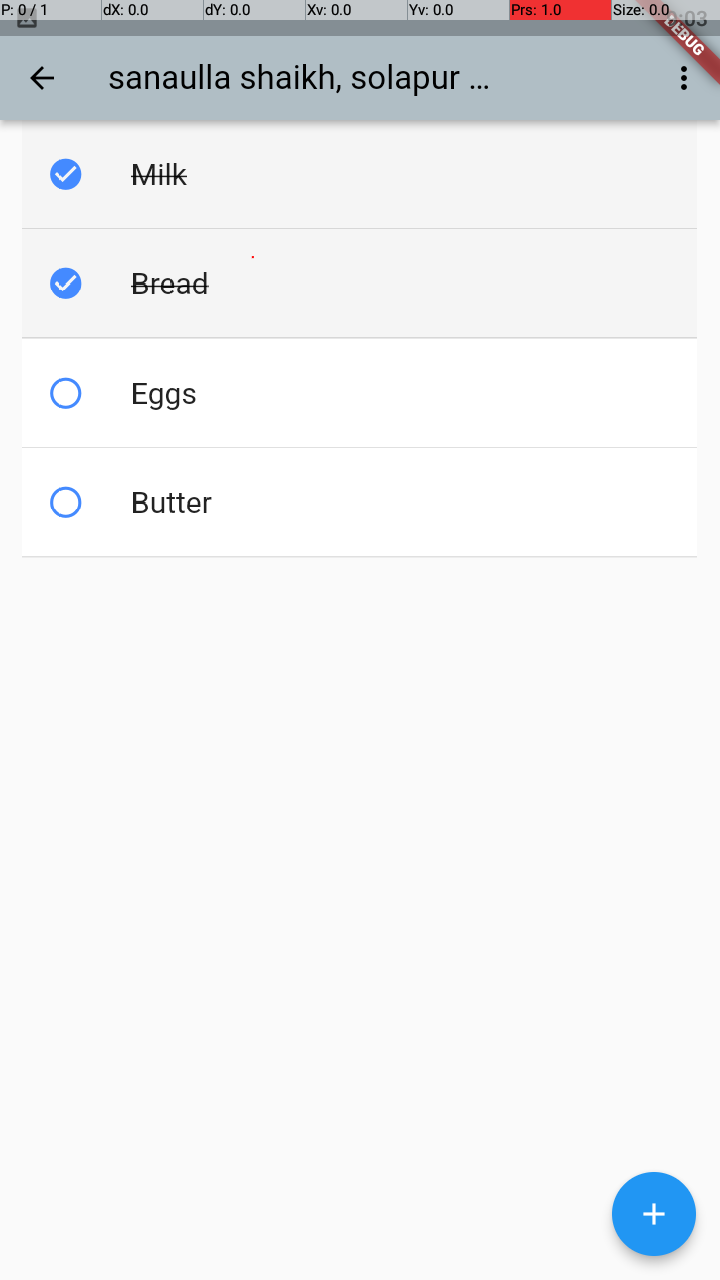 P: 0 / 1 dX: 0.0 dY: 0.0 Xv: 0.0 Yv: 0.0 Prs: 1.0 Size: 0.0
DEBUG
sanaulla shaikh, solapur ...
Milk
Bread
Eggs
Butter